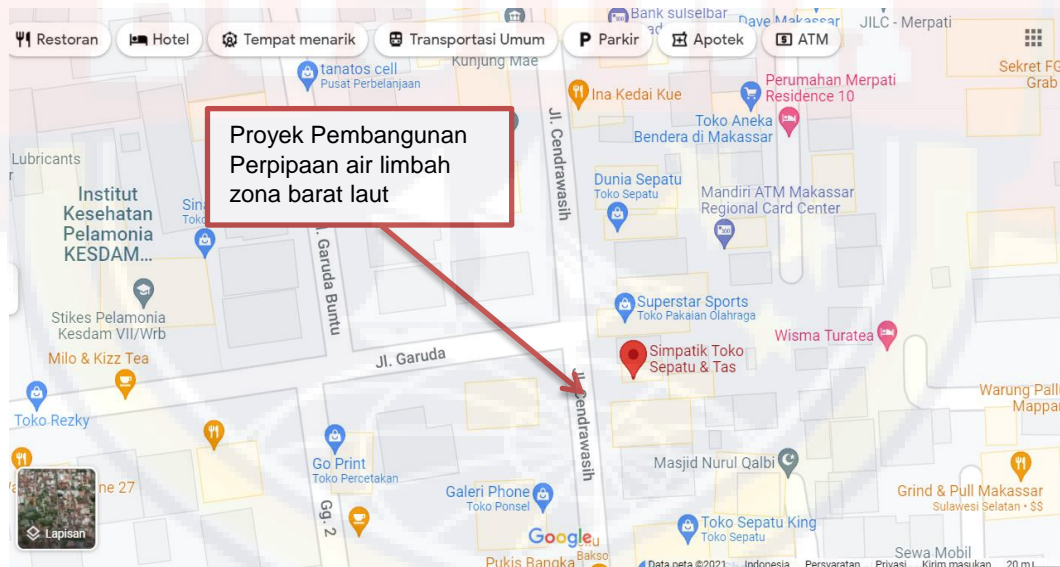 Bank sulselbar
Dave Makassar
JILC - Merpati
Restoran
Hotel
Tempat menarik
Transportasi Umum
Parkir
Apotek
ATM
Kunjung Mae
tanatos cell
Pusat Perbelanjaan
Ina Kedai Kue
Perumahan Merpati
Residence 10
Sekret FG
Grab
Jl. Cendrawasih
Toko Aneka
Bendera di Makassar
Proyek Pembangunan
Perpipaan air limbah
zona barat laut
Lubricants
Institut
Kesehatan
Pelamonia
KESDAM...
Sin
Toko
Dunia Sepatu
Toko Sepatu
Mandiri ATM Makassar
Regional Card Center
l. Garuda Buntu
Stikes Pelamonia
Kesdam VII/Wrb
Superstar Sports
Toko Pakaian Olahraga
Wisma Turatea
Milo & Kizz Tea
Jl. Garuda
Simpatik Toko
Sepatu & Tas
Jl. Cendrawasih
Toko Rezky
Warung Pall
Mappa
Go Print
Toko Percetakan
Masjid Nurul Qalbi
ne 27
Galeri Phone
Toko Ponsel
Grind & Pull Makassar
Sulawesi Selatan • $$
Gg. 2
Lapisan
Google
Toko Sepatu King
Toko Sepatu
Pukis Bangka
Bakso
Sewa Mobil
Data peta ©2021 Indonesia Persyaratan Privasi Kirim masukan 20 m